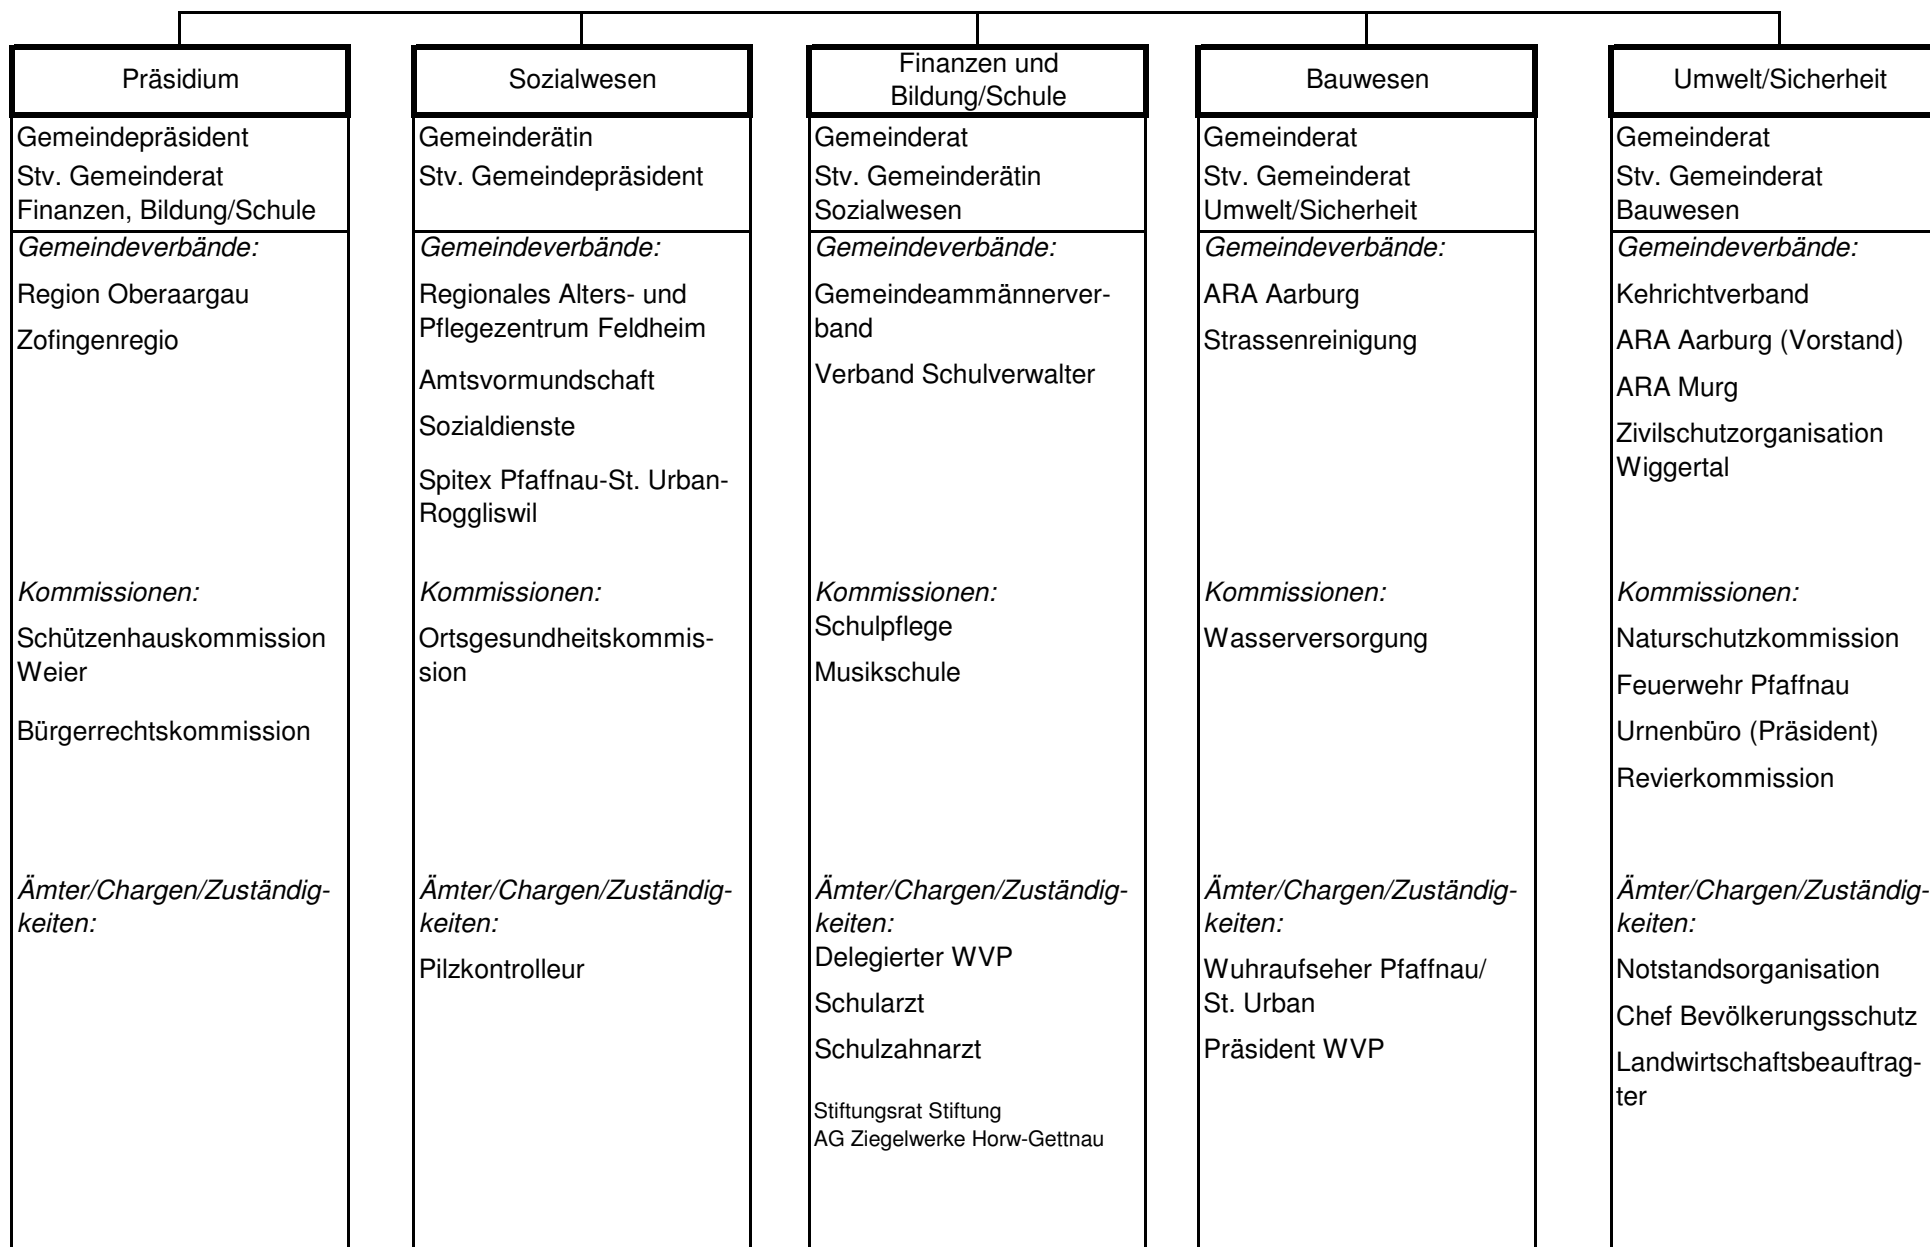 Präsidium
Gemeindepräsident
Stv. Gemeinderat
Finanzen, Bildung/Schule
Gemeindeverbände:
Region Oberaargau
Zofingenregio
Kommissionen:
Schützenhauskommission
Weier
Bürgerrechtskommission
Ämter/Chargen/Zuständig-
keiten:
Sozialwesen
Gemeinderätin
Stv. Gemeindepräsident
Gemeindeverbände:
Regionales Alters- und
Pflegezentrum Feldheim
Amtsvormundschaft
Sozialdienste
Spitex Pfaffnau-St. Urban-
Roggliswil
Kommissionen:
Ortsgesundheitskommis-
sion
Ämter/Chargen/Zuständig-
keiten:
Pilzkontrolleur
Finanzen und
Bildung/Schule
Gemeinderat
Stv. Gemeinderätin
Sozialwesen
Gemeindeverbände:
Gemeindeammännerver-
band
Verband Schulverwalter
Kommissionen:
Schulpflege
Musikschule
Ämter/Chargen/Zuständig-
keiten:
Delegierter WVP
Schularzt
Schulzahnarzt
Stiftungsrat Stiftung
AG Ziegelwerke Horw-Gettnau
Bauwesen
Gemeinderat
Stv. Gemeinderat
Umwelt/Sicherheit
Gemeindeverbände:
ARA Aarburg
Strassenreinigung
Kommissionen:
Wasserversorgung
Ämter/Chargen/Zuständig-
keiten:
Wuhraufseher Pfaffnau/
St. Urban
Präsident WVP
Umwelt/Sicherheit
Gemeinderat
Stv. Gemeinderat
Bauwesen
Gemeindeverbände:
Kehrichtverband
ARA Aarburg (Vorstand)
ARA Murg
Zivilschutzorganisation
Wiggertal
Kommissionen:
Naturschutzkommission
Feuerwehr Pfaffnau
Urnenbüro (Präsident)
Revierkommission
Ämter/Chargen/Zuständig-
keiten:
Notstandsorganisation
Chef Bevölkerungsschutz
Landwirtschaftsbeauftrag-
ter